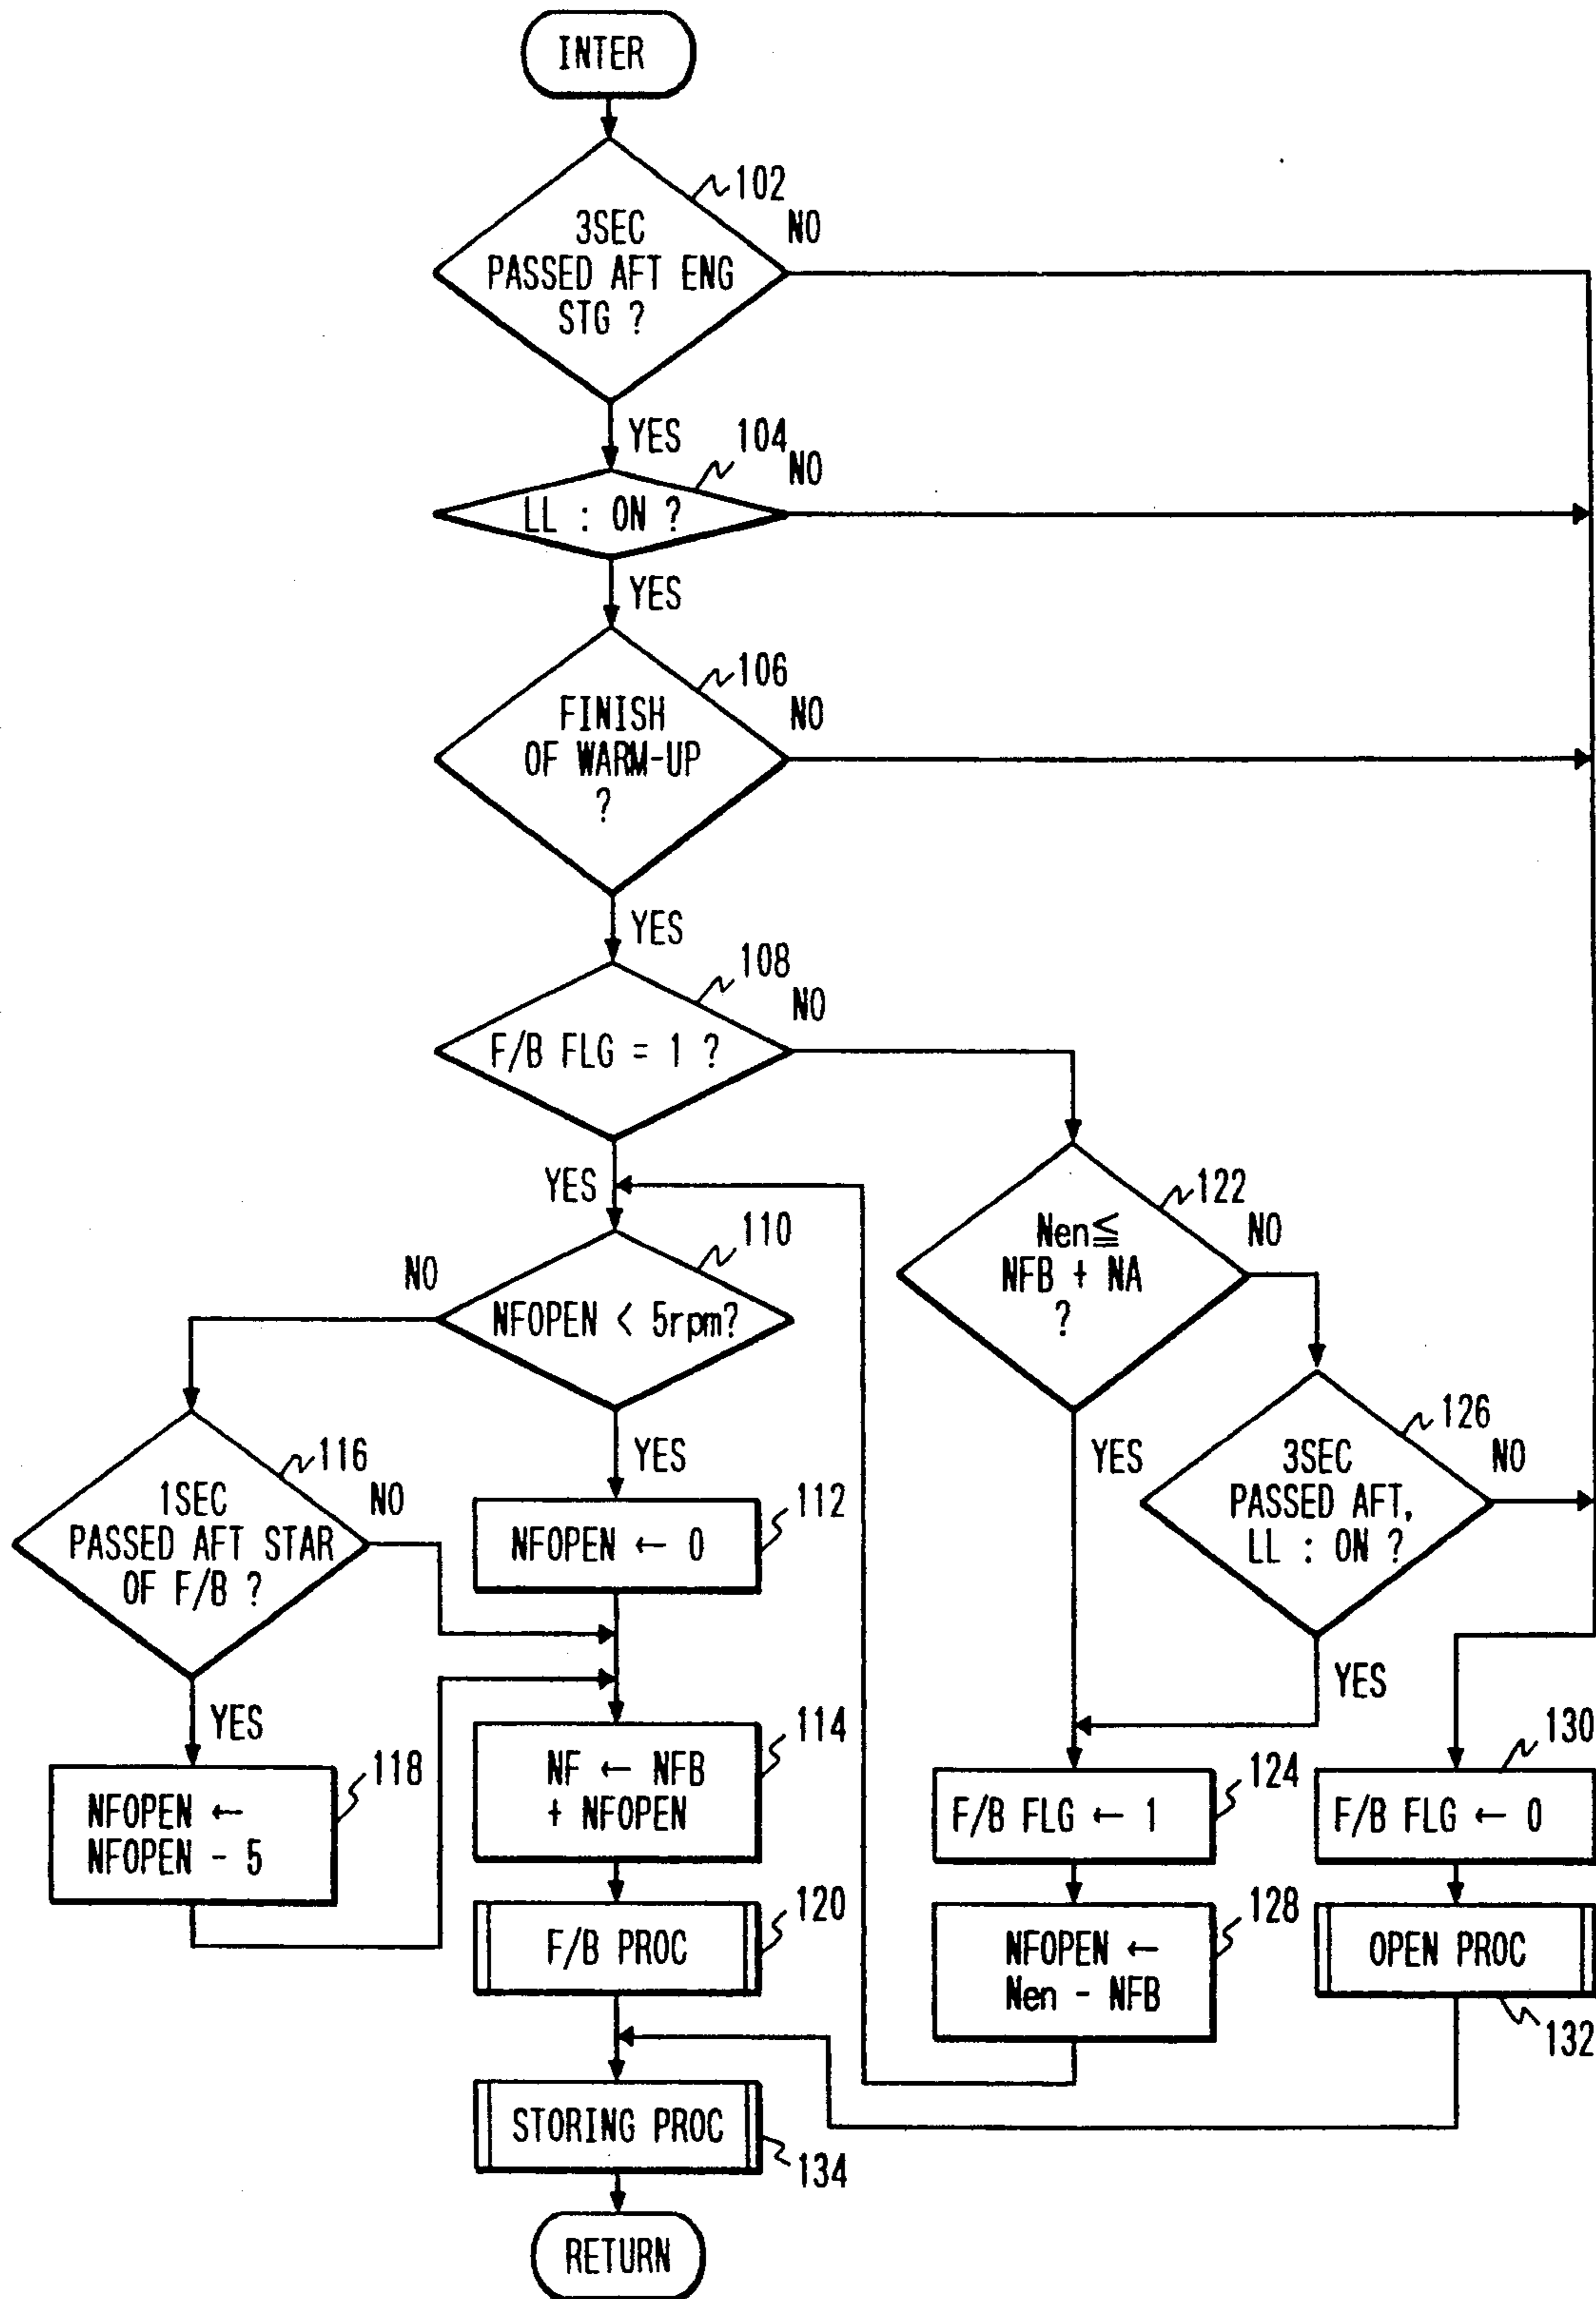 INTER
102
NO
3SEC
PASSED AFT ENG
STG ?
YES
104
NO
LL : ON ?
YES
106
NO
FINISH
OF WARM-UP
?
YES
108
NO
F/B FLG = 1 ?
YES
122
NO
Nen≦
NFB + NA
?
110
NO
NFOPEN < 5rpm?
YES
YES
126
NO
3SEC
PASSED AFT,
LL : ON ?
YES
116
NO
1SEC
PASSED AFT STAR
OF F/B ?
YES
112
NFOPEN ← 0
118
NFOPEN ←
NFOPEN - 5
114
NF ← NFB
+ NFOPEN
124
F/B FLG ← 1
130
F/B FLG ← 0
120
F/B PROC
128
NFOPEN ←
Nen - NFB
OPEN PROC
132
STORING PROC
134
RETURN